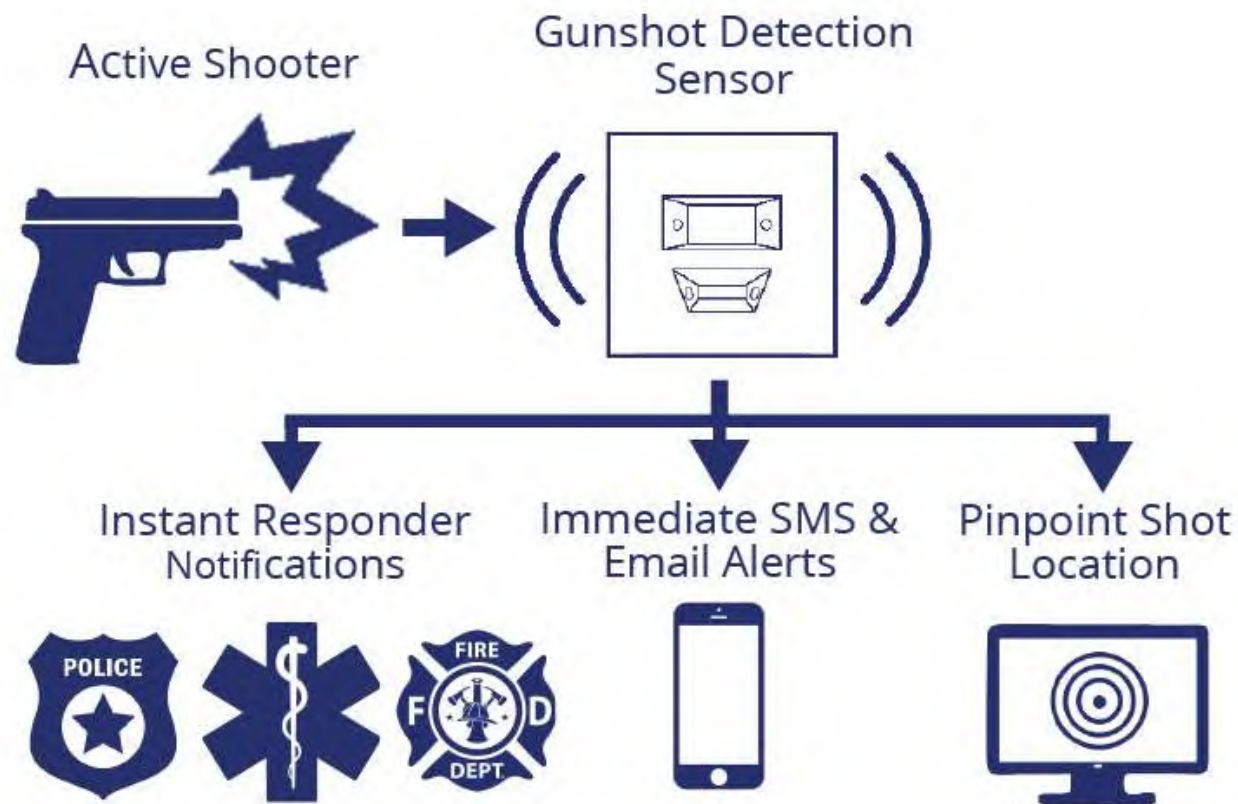 Active Shooter
Gunshot Detection
Sensor
Instant Responder
Notifications
Immediate SMS &
Email Alerts
Pinpoint Shot
Location
POLICE
FIRE
F D
DEPT.